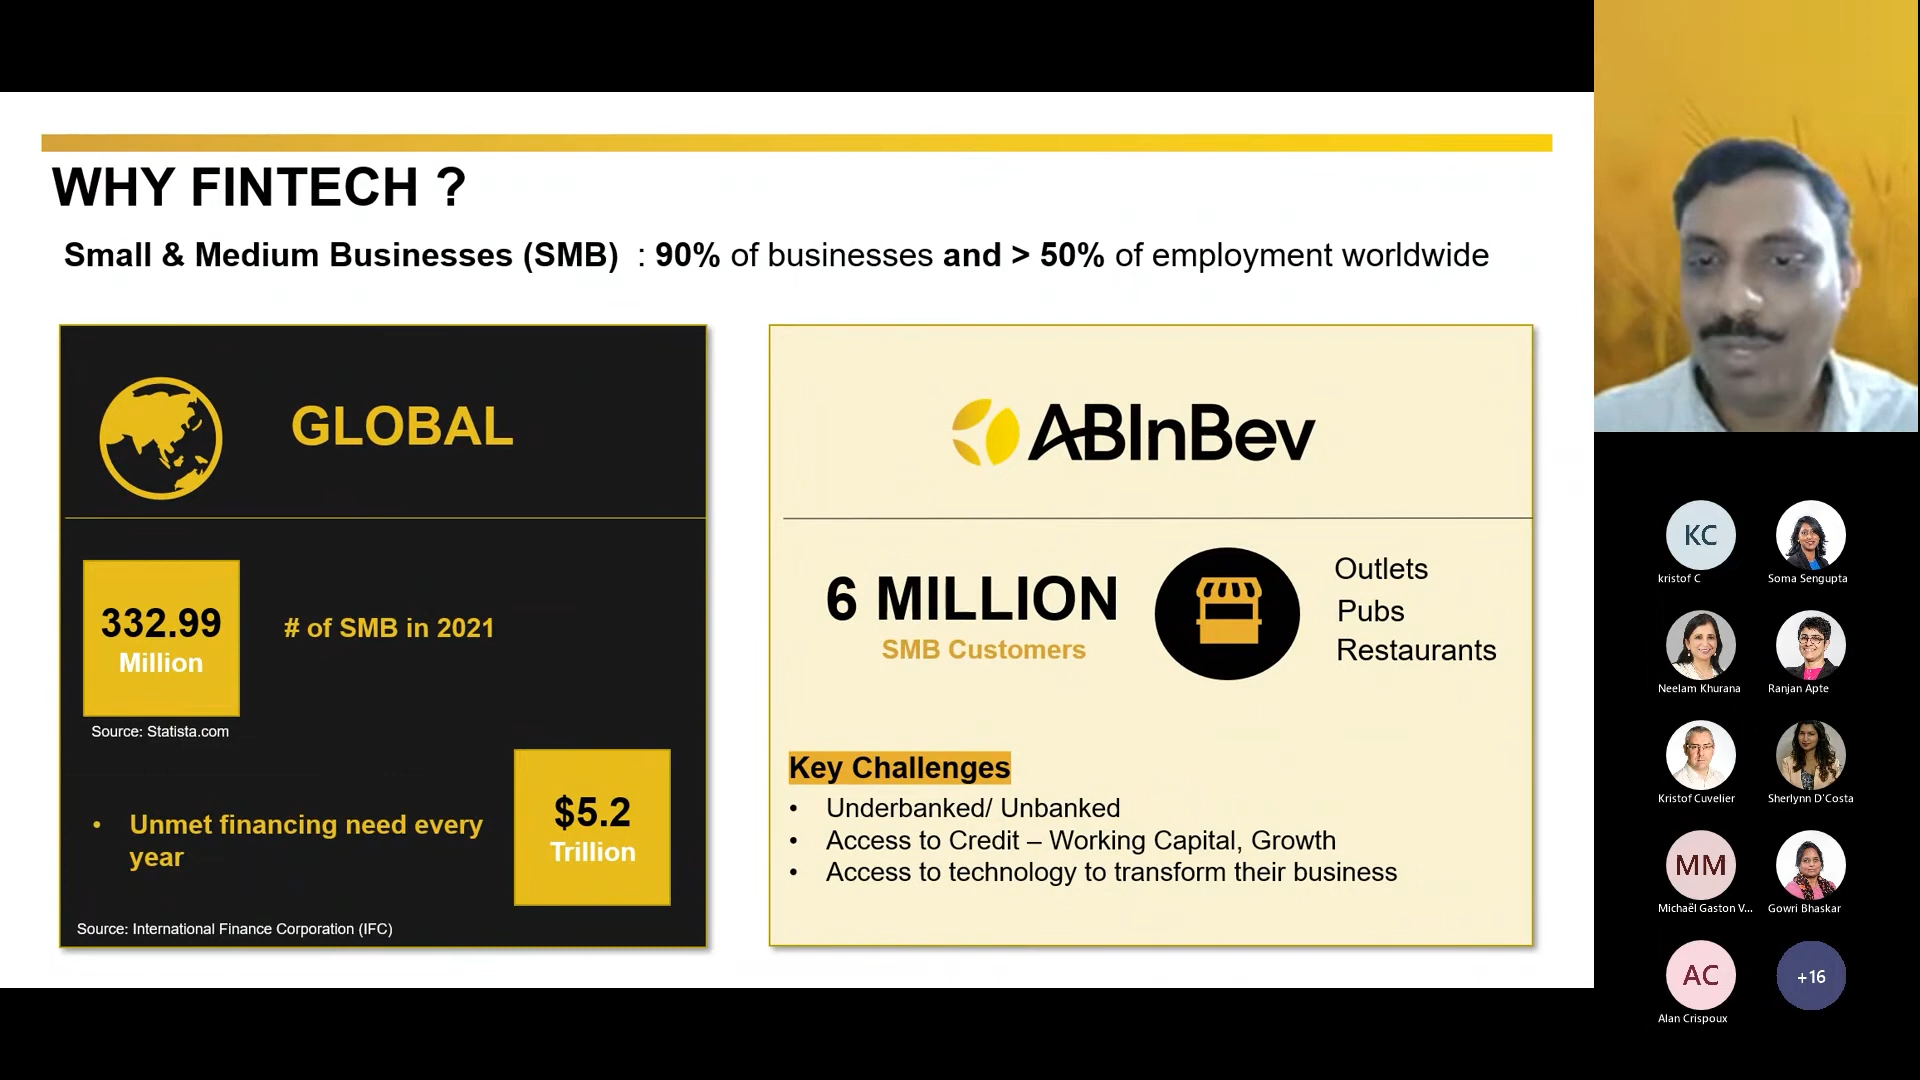 WHY FINTECH ?
Small & Medium Businesses (SMB) : 90% of businesses and > 50% of employment worldwide
GLOBAL
332.99
Million
# of SMB in 2021
Source: Statista.com
• Unmet financing need every
year
$5.2
Trillion
Source: International Finance Corporation (IFC)
ABInBev
6 MILLION
SMB Customers
Outlets
Pubs
Restaurants
Key Challenges
• Underbanked/ Unbanked
• Access to Credit – Working Capital, Growth
• Access to technology to transform their business
KC
kristof C
Soma Sengupta
Neelam Khurana
Ranjan Apte
Kristof Cuvelier
Sherlynn D'Costa
MM
Michaël Gaston V...
Gowri Bhaskar
AC
Alan Crispoux
+16